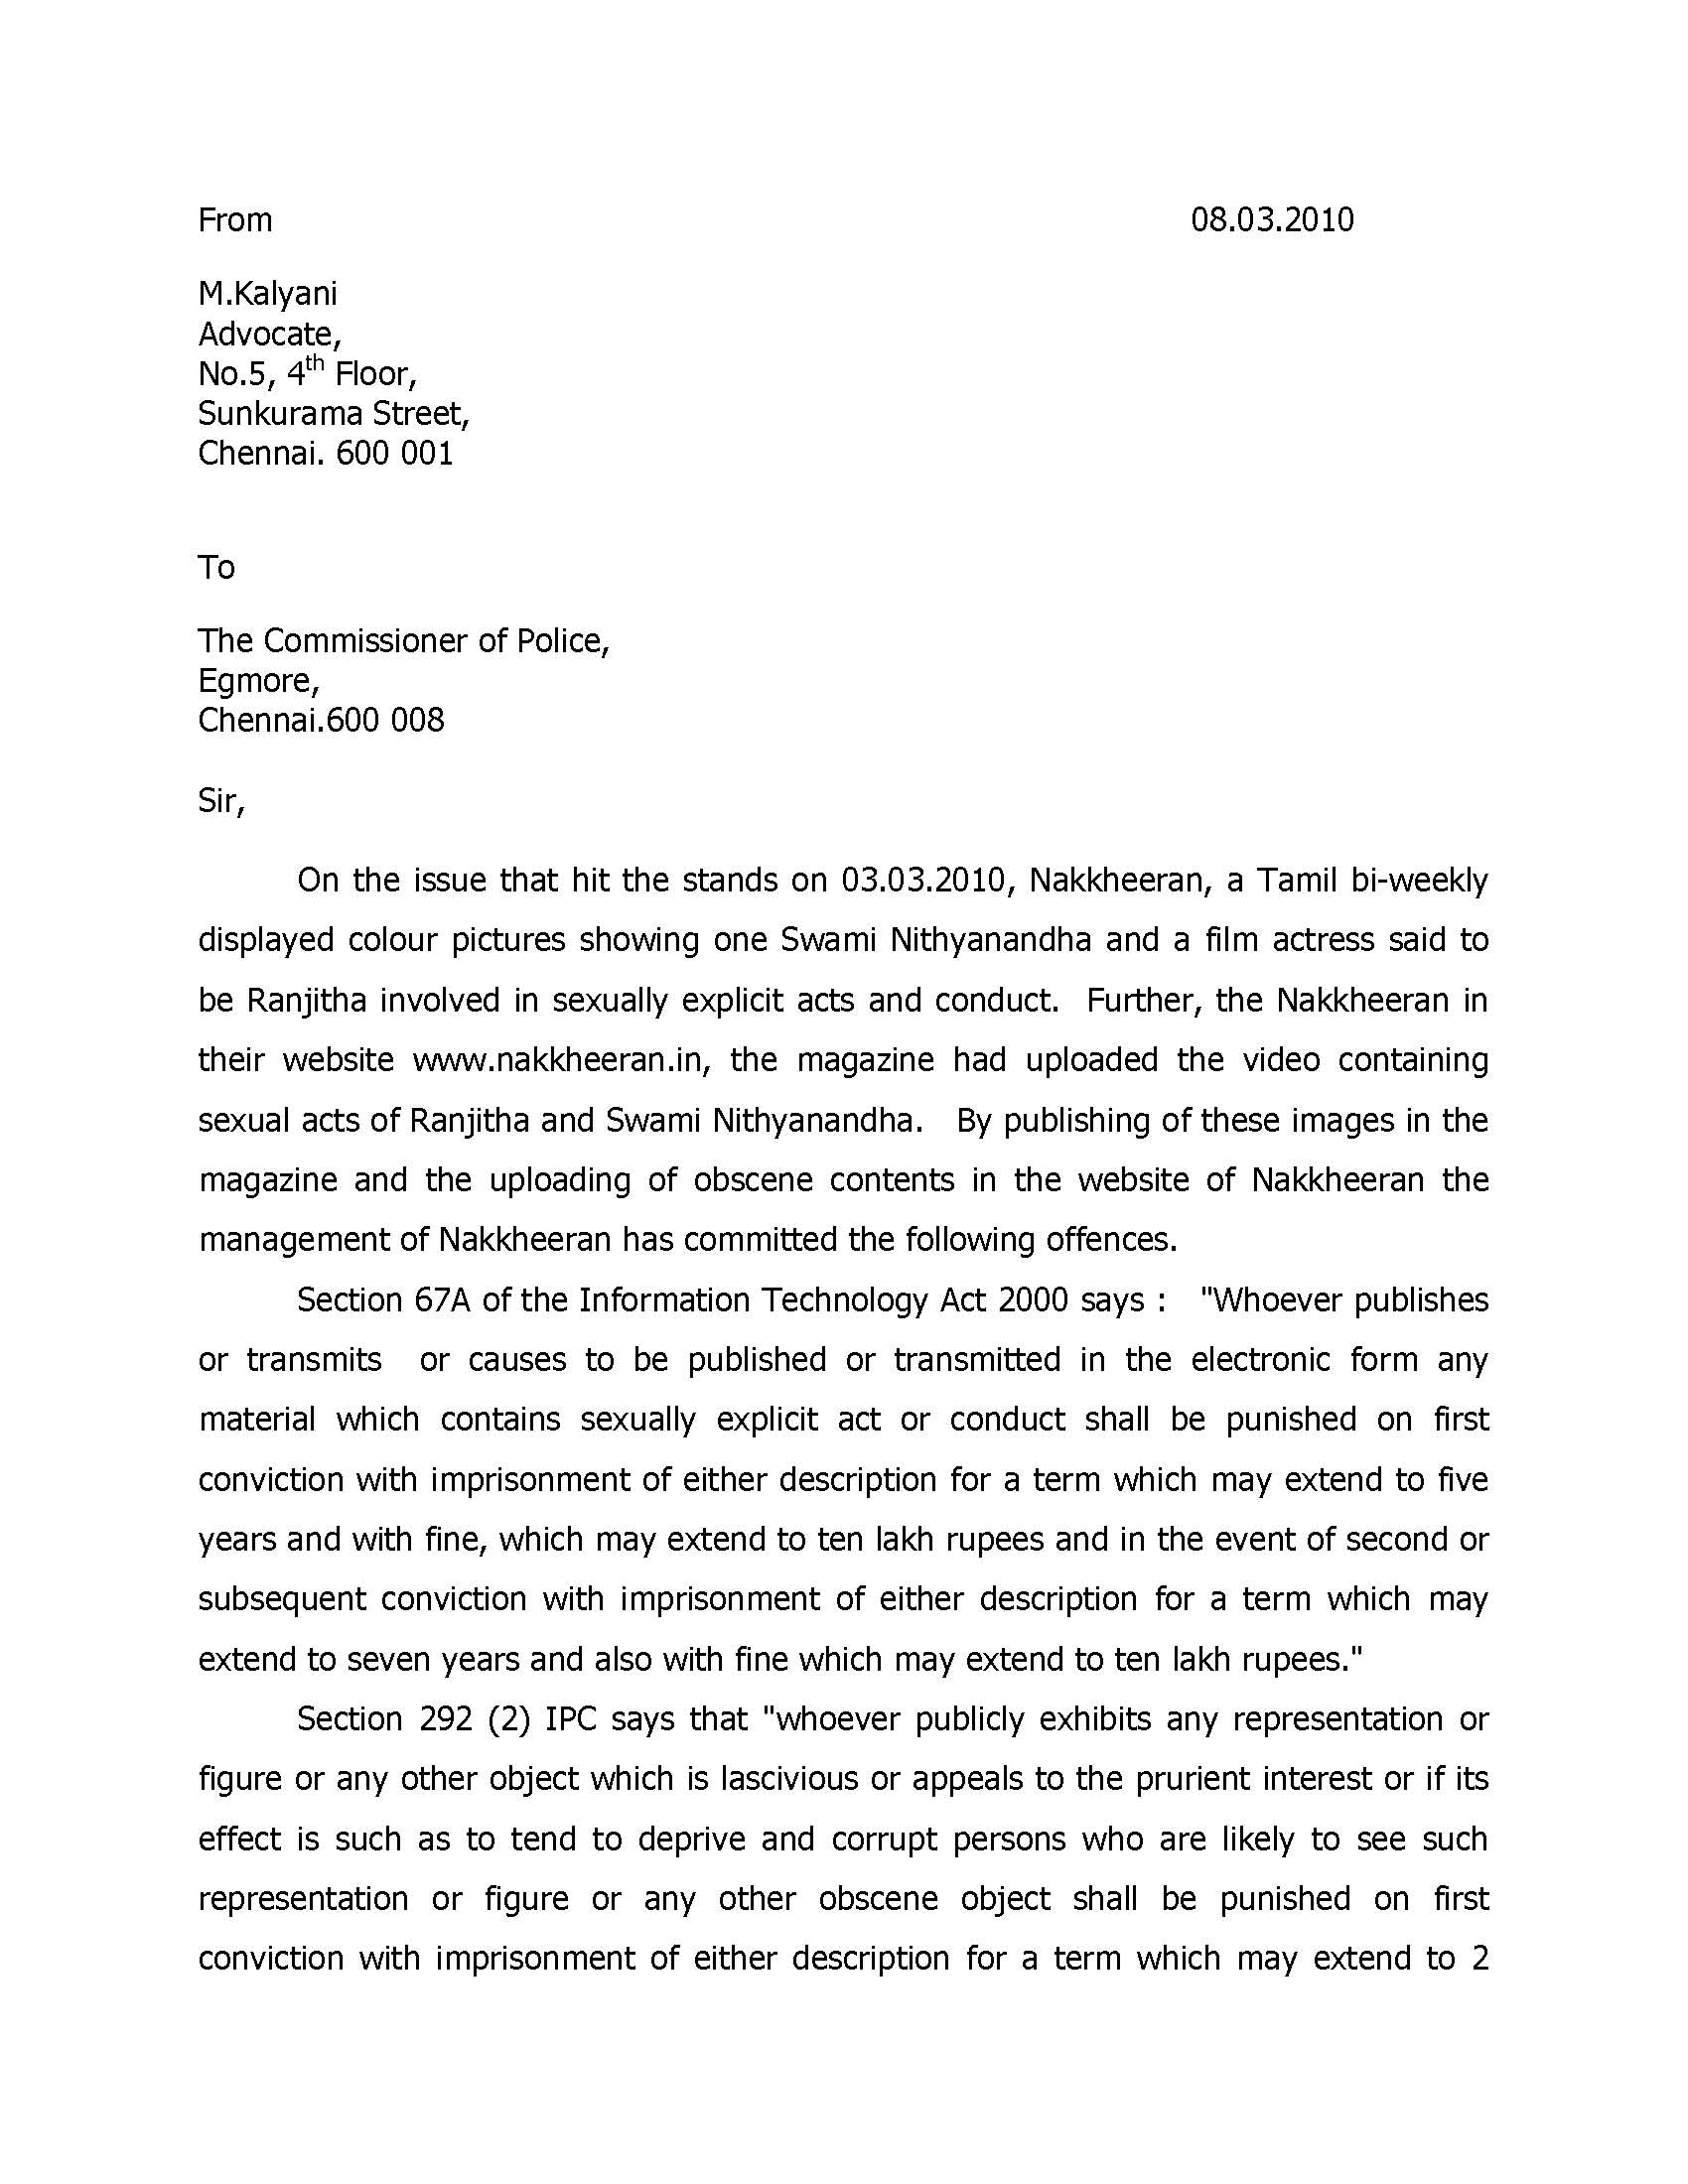 From 08.03.2010
M.Kalyani
Advocate,
No.5, 4th Floor,
Sunkurama Street,
Chennai. 600 001
To
The Commissioner of Police,
Egmore,
Chennai.600 008
Sir,
On the issue that hit the stands on 03.03.2010, Nakkheeran, a Tamil bi-weekly
displayed colour pictures showing one Swami Nithyanandha and a film actress said to
be Ranjitha involved in sexually explicit acts and conduct. Further, the Nakkheeran in
their website www.nakkheeran.in, the magazine had uploaded the video containing
sexual acts of Ranjitha and Swami Nithyanandha. By publishing of these images in the
magazine and the uploading of obscene contents in the website of Nakkheeran the
management of Nakkheeran has committed the following offences.
Section 67A of the Information Technology Act 2000 says : "Whoever publishes
or transmits or causes to be published or transmitted in the electronic form any
material which contains sexually explicit act or conduct shall be punished on first
conviction with imprisonment of either description for a term which may extend to five
years and with fine, which may extend to ten lakh rupees and in the event of second or
subsequent conviction with imprisonment of either description for a term which may
extend to seven years and also with fine which may extend to ten lakh rupees."
Section 292 (2) IPC says that "whoever publicly exhibits any representation or
figure or any other object which is lascivious or appeals to the prurient interest or if its
effect is such as to tend to deprive and corrupt persons who are likely to see such
representation or figure or any other obscene object shall be punished on first
conviction with imprisonment of either description for a term which may extend to 2